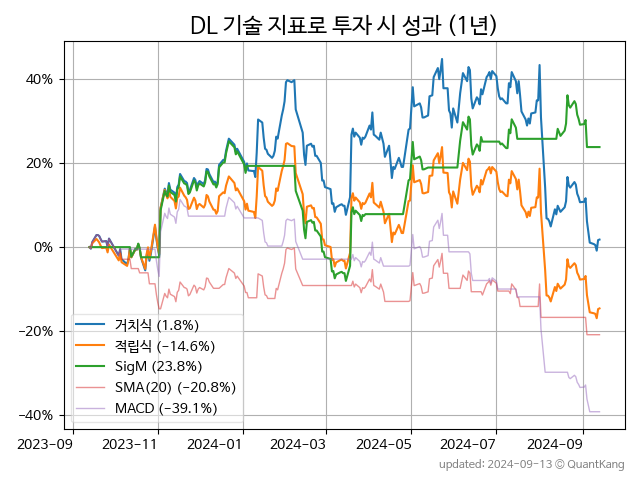 DL 기술 지표로 투자 시 성과 (1년)
40%
20%
0%
−20%
−40%
거치식 (1.8%)
적립식 (−14.6%)
SigM (23.8%)
SMA(20) (−20.8%)
MACD (−39.1%)
2023-09 2023-11 2024-01 2024-03 2024-05 2024-07 2024-09
updated: 2024-09-13 © QuantKang